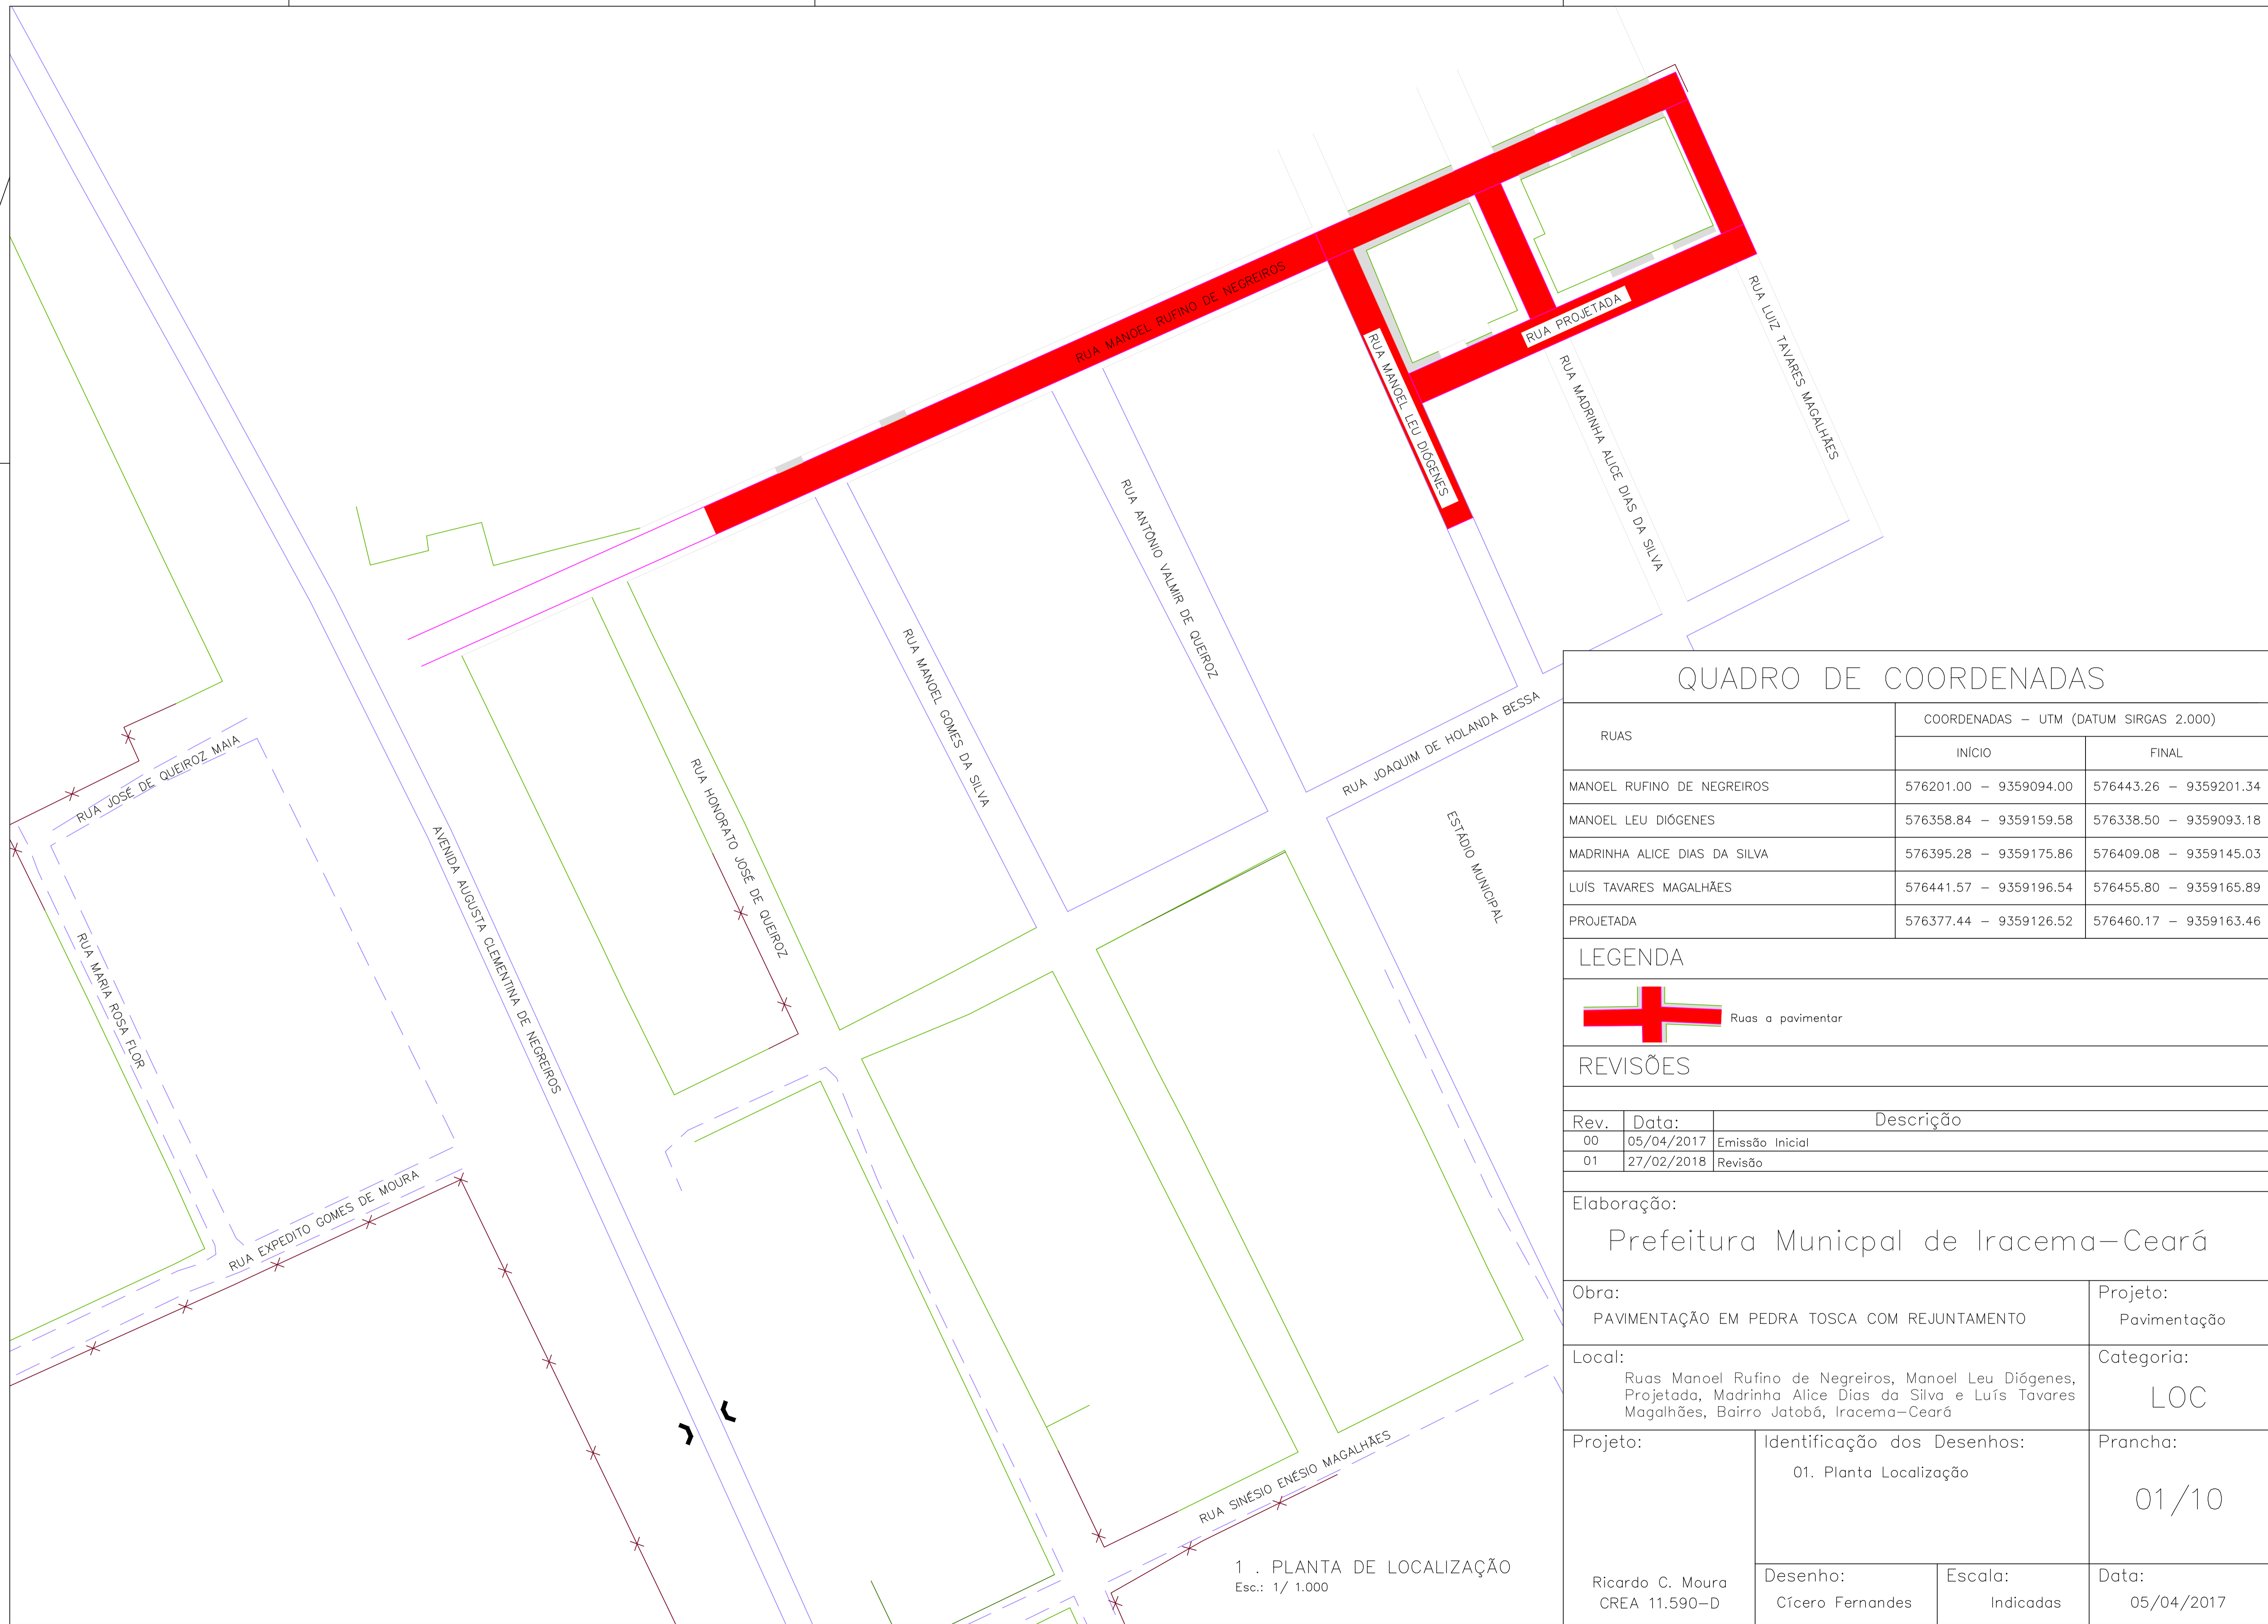 RUA MANOEL RUFINO DE NEGREIROS
RUA PROJETADA
RUA LUIZ TAVARES MAGALHÃES
RUA MANOEL LEU DIÓGENES
RUA MADRINHA ALICE DIAS DA SILVA
RUA ANTÔNIO VALMIR DE QUEIROZ
RUA MANOEL GOMES DA SILVA
RUA JOAQUIM DE HOLANDA BESSA
RUA JOSÉ DE QUEIROZ MAIA
RUA HONORATO JOSÉ DE QUEIROZ
ESTÁDIO MUNICIPAL
AVENIDA AUGUSTA CLEMENTINA DE NEGREIROS
RUA MARIA ROSA FLOR
RUA EXPEDITO GOMES DE MOURA
RUA SINÉSIO ENÉSIO MAGALHÃES
1 . PLANTA DE LOCALIZAÇÃO
Esc.: 1/ 1.000
QUADRO DE COORDENADAS
RUAS
COORDENADAS – UTM (DATUM SIRGAS 2.000)
INÍCIO FINAL
MANOEL RUFINO DE NEGREIROS 576201.00 – 9359094.00 576443.26 – 9359201.34
MANOEL LEU DIÓGENES 576358.84 – 9359159.58 576338.50 – 9359093.18
MADRINHA ALICE DIAS DA SILVA 576395.28 – 9359175.86 576409.08 – 9359145.03
LUÍS TAVARES MAGALHÃES 576441.57 – 9359196.54 576455.80 – 9359165.89
PROJETADA 576377.44 – 9359126.52 576460.17 – 9359163.46
LEGENDA
Ruas a pavimentar
REVISÕES
Rev. Data: Descrição
00 05/04/2017 Emissão Inicial
01 27/02/2018 Revisão
Elaboração:
Prefeitura Municpal de Iracema–Ceará
Obra:
PAVIMENTAÇÃO EM PEDRA TOSCA COM REJUNTAMENTO
Projeto:
Pavimentação
Local:
Ruas Manoel Rufino de Negreiros, Manoel Leu Diógenes,
Projetada, Madrinha Alice Dias da Silva e Luís Tavares
Magalhães, Bairro Jatobá, Iracema–Ceará
Categoria:
LOC
Projeto:
Ricardo C. Moura
CREA 11.590–D
Identificação dos Desenhos:
01. Planta Localização
Prancha:
01/10
Desenho:
Cícero Fernandes
Escala:
Indicadas
Data:
05/04/2017